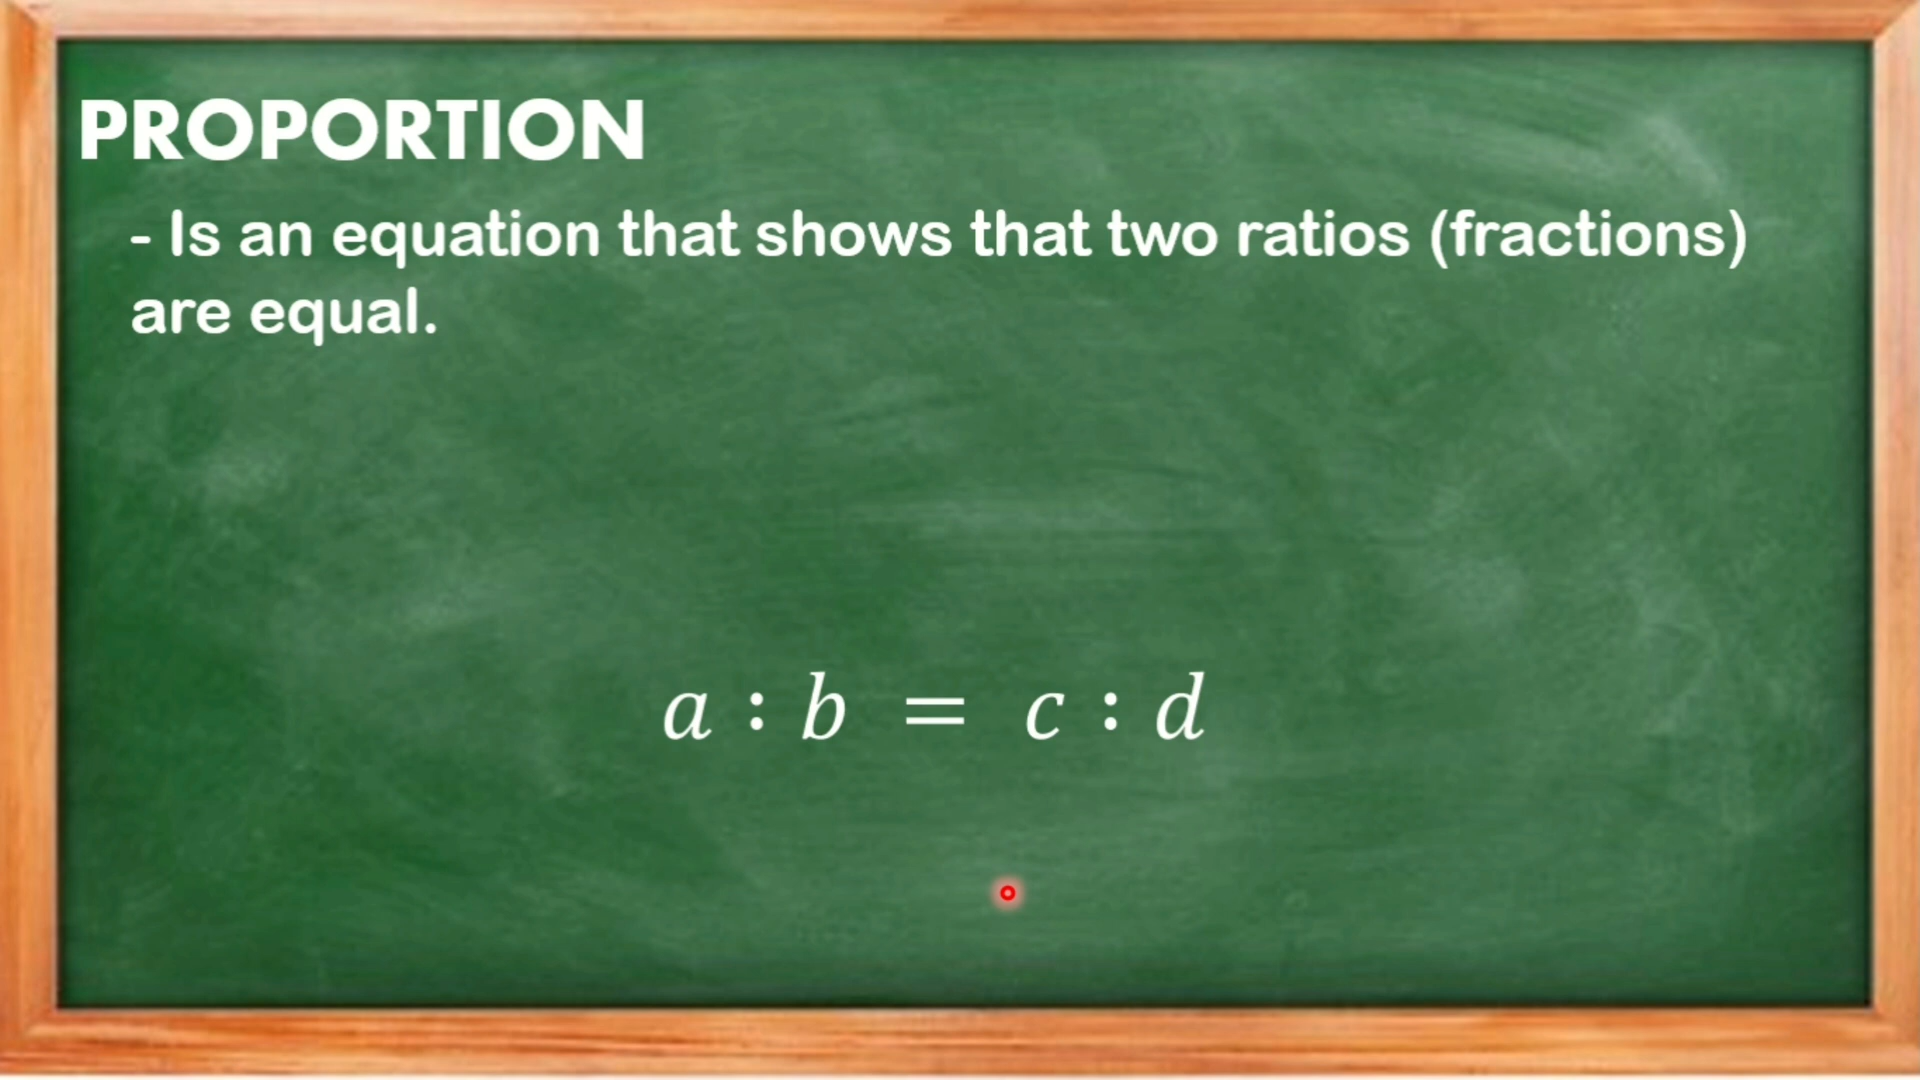 PROPORTION
- Is an equation that shows that two ratios (fractions)
are equal.
a : b = c : d